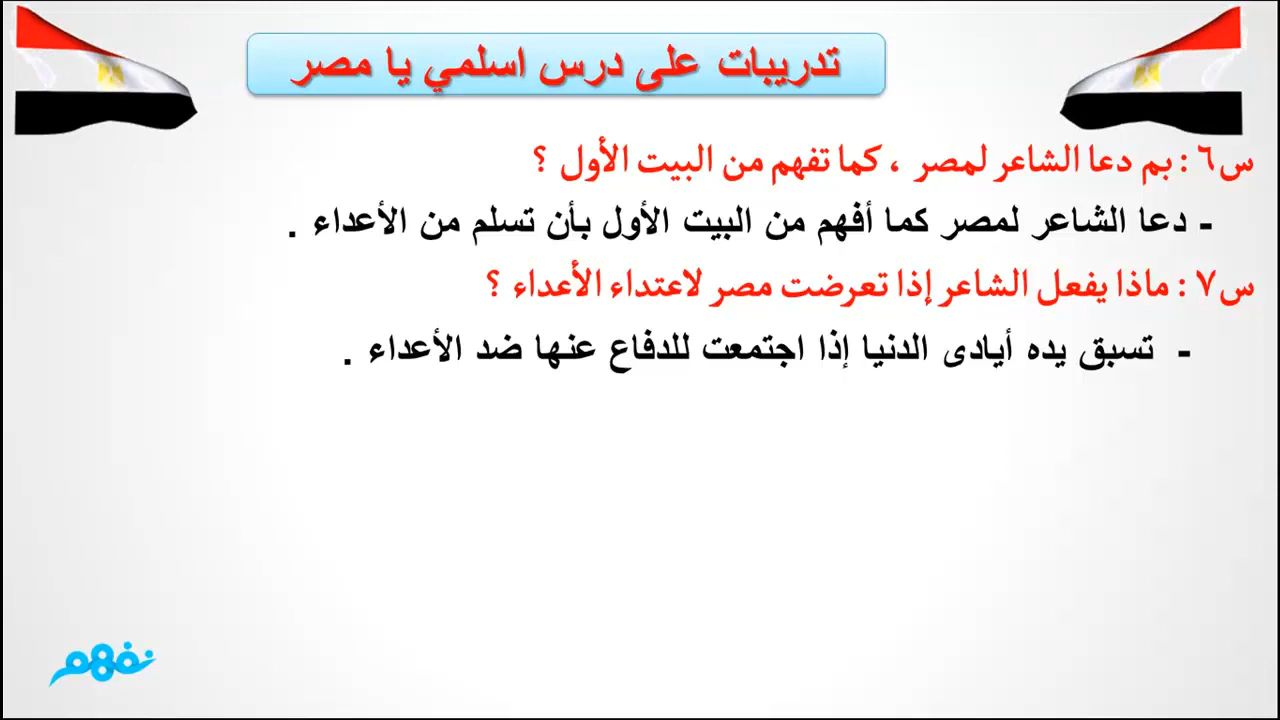 تدريبات على درس اسلمي يا مصر
س٦ : بم دعا الشاعر لمصر ، كما تفهم من البيت الأول ؟
- دعا الشاعر لمصر كما أفهم من البيت الأول بأن تسلم من الأعداء .
س٧ : ماذا يفعل الشاعر إذا تعرضت مصر لاعتداء الأعداء ؟
- تسبق يده أيادى الدنيا إذا اجتمعت للدفاع عنها ضد الأعداء .
نفهم